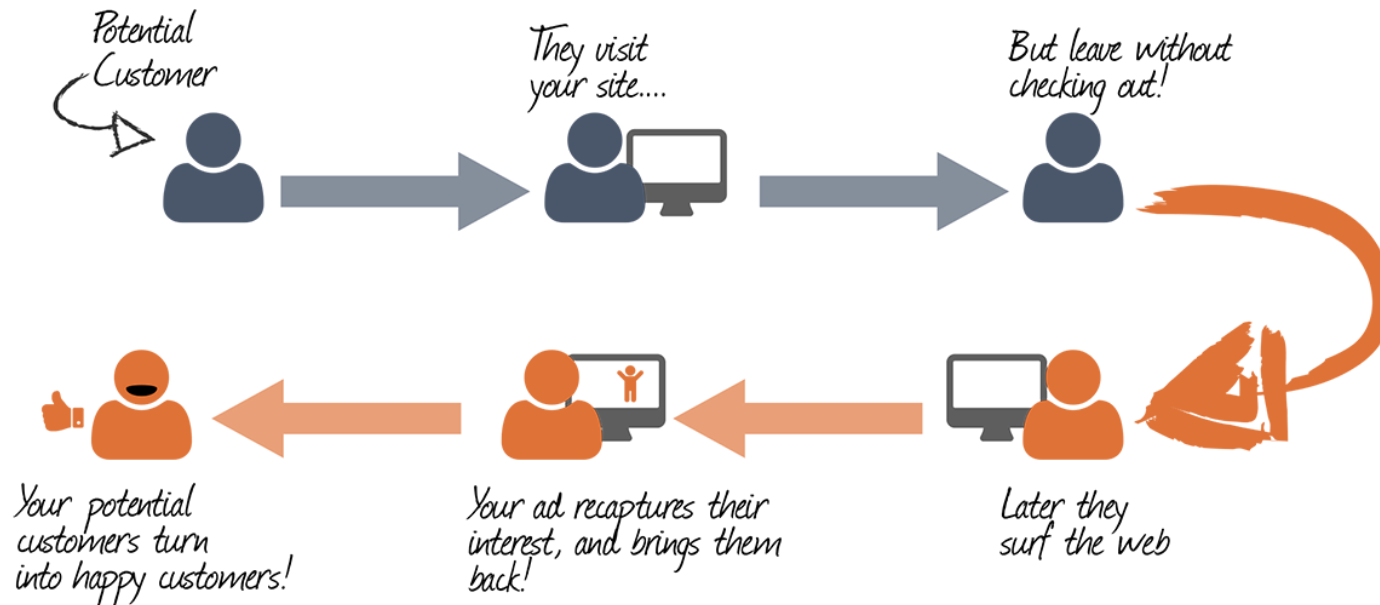 Potential
Customer
They visit
your site....
But leave without
checking out!
Later they
surf the web
Your ad recaptures their
interest, and brings them
back!
Your potential
customers turn
into happy customers!